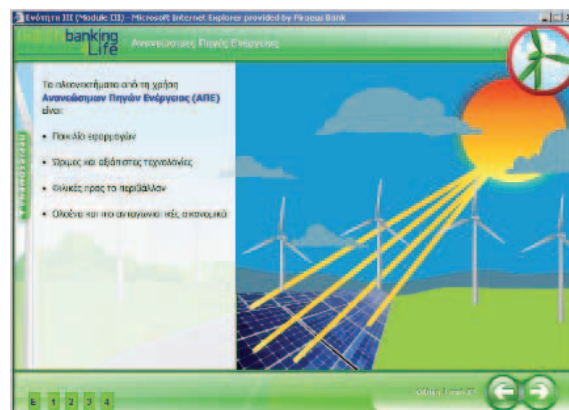 Ενότητα III (Module III) - Microsoft Internet Explorer provided by Piraeus Bank
banking
Life
Ανανεώσιμες Πηγές Ενέργειας
Τα πλεονεκτήματα από τη χρήση
Ανανεώσιμων Πηγών Ενέργειας (ΑΠΕ)
είναι:
• Ποικιλία εφαρμογών
• Ώριμες και αξιόπιστες τεχνολογίες
• Φιλικές προς το περιβάλλον
• Ολοένα και πιο ανταγωνιστικές οικονομικά
ΠΕΡΙΕΧΟΜΕΝΑ
E 1 2 3 4